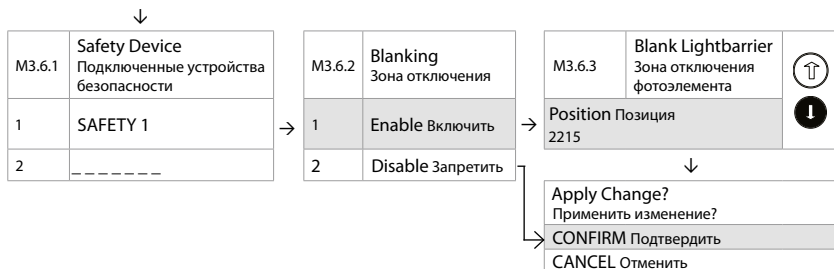 M3.6.1
Safety Device
Подключенные устройства
безопасности
1
SAFETY 1
2
_ _ _ _ _ _ _
M3.6.2
Blanking
Зона отключения
1
Enable Включить
2
Disable Запретить
M3.6.3
Blank Lightbarrier
Зона отключения
фотоэлемента
Position Позиция
2215
Apply Change?
Применить изменение?
CONFIRM Подтвердить
CANCEL Отменить